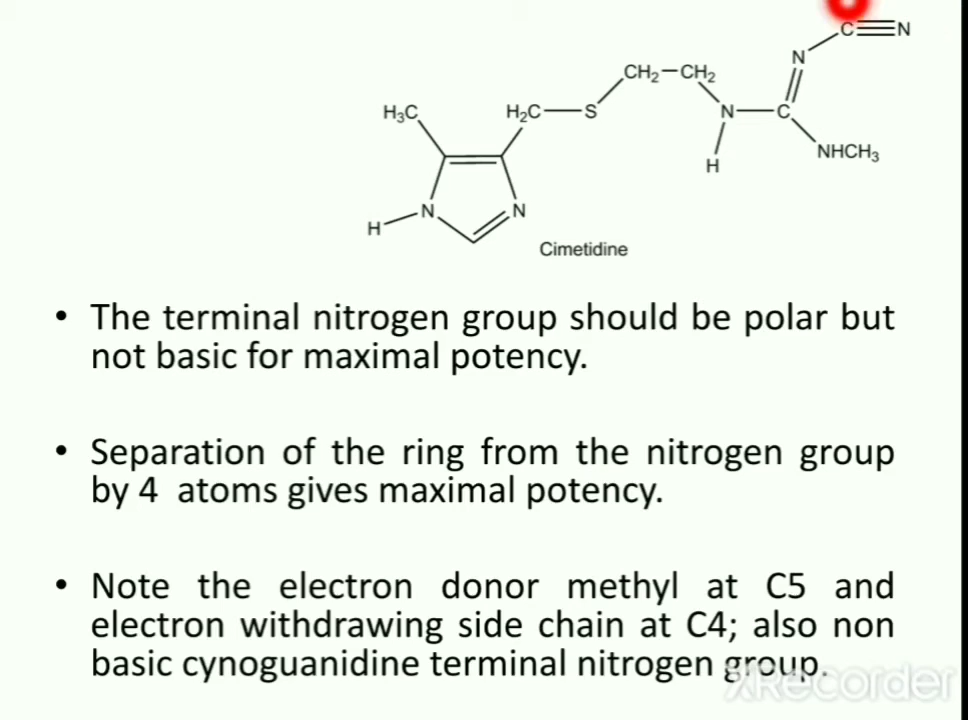 C≡N
N
CH2–CH2
H3C H2C S N C
H NHCH3
N N
H
Cimetidine
• The terminal nitrogen group should be polar but
not basic for maximal potency.
• Separation of the ring from the nitrogen group
by 4 atoms gives maximal potency.
• Note the electron donor methyl at C5 and
electron withdrawing side chain at C4; also non
basic cynoguanidine terminal nitrogen group.
XRecorder